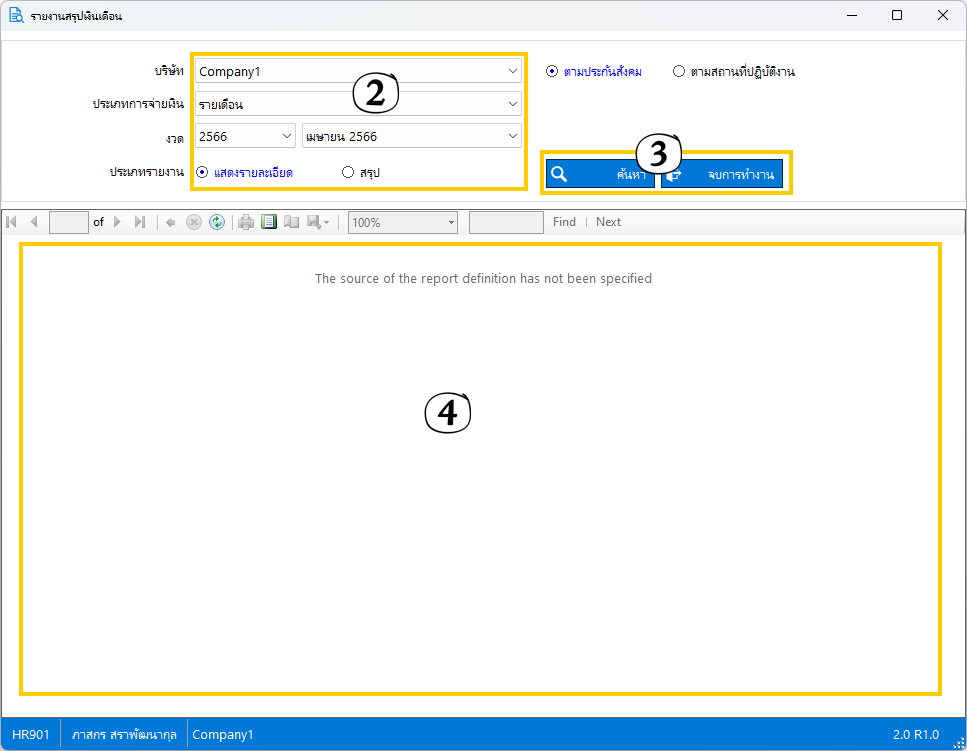 รายงานสรุปเงินเดือน
บริษัท Company1 ตามประกันสังคม ตามสถานที่ปฏิบัติงาน
2
ประเภทการจ่ายเงิน รายเดือน
งวด 2566 เมษายน 2566
3
ประเภทรายงาน แสดงรายละเอียด สรุป ค้นหา จบการทำงาน
of 100% Find Next
The source of the report definition has not been specified
4
HR901 ภาสกร สราพัฒนากุล Company1 2.0 R1.0